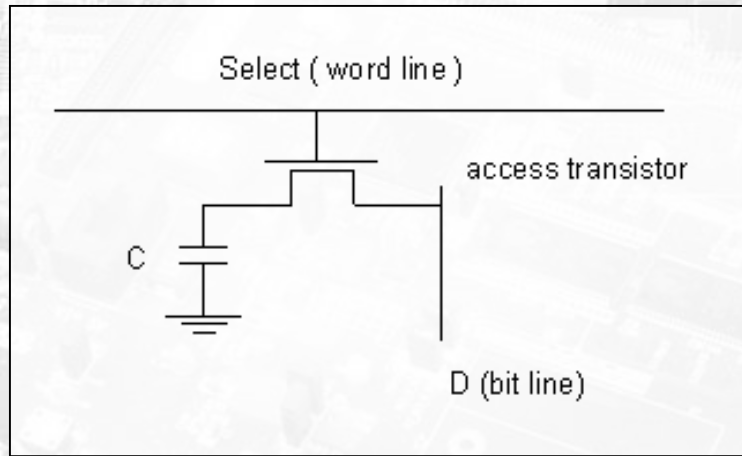 Select ( word line )
access transistor
C
D (bit line)